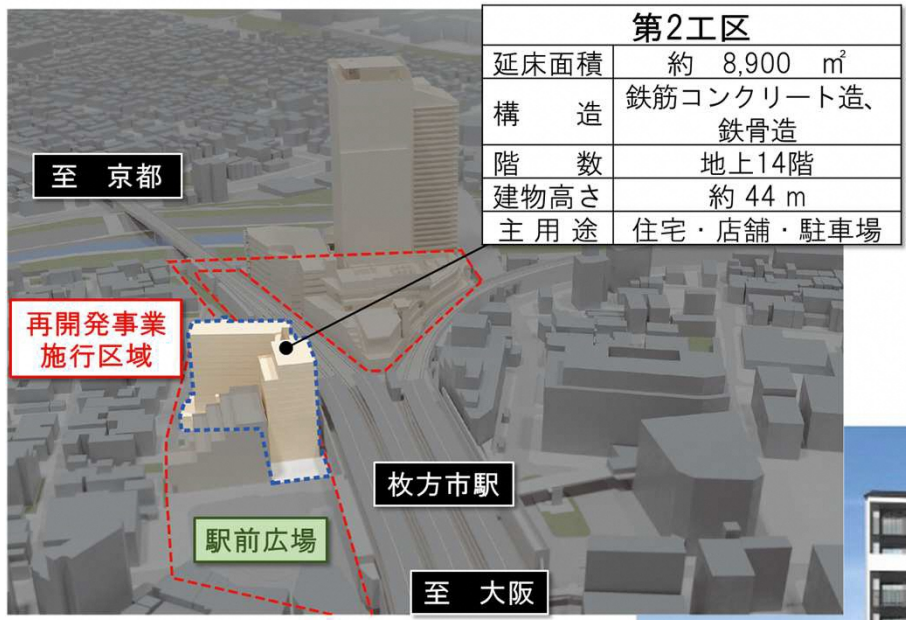 第2工区
延床面積 約 8,900 ㎡
構 造 鉄筋コンクリート造、
鉄骨造
階 数 地上14階
建物高さ 約 44 m
主 用 途 住宅・店舗・駐車場
至 京都
再開発事業
施行区域
枚方市駅
駅前広場
至 大阪